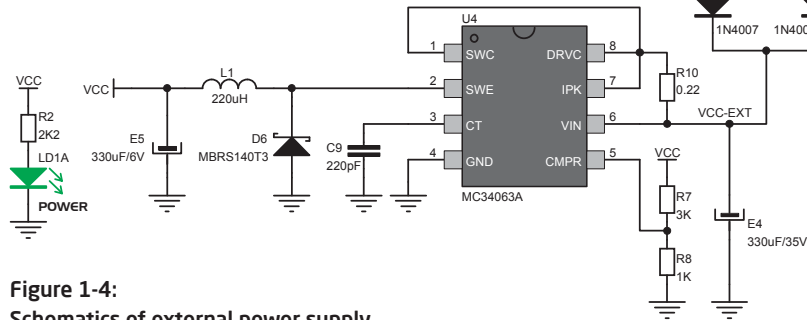 U4
1N4007
1N400
1
SWC
DRVC
8
VCC
VCC
L1
220uH
2
SWE
IPK
7
R10
0.22
R2
2K2
E5
330uF/6V
D6
MBRS140T3
C9
220pF
3
CT
VIN
6
VCC-EXT
LD1A
POWER
4
GND
CMPR
5
VCC
MC34063A
R7
3K
E4
330uF/35V
R8
1K
Figure 1-4:
Schematics of external power supply